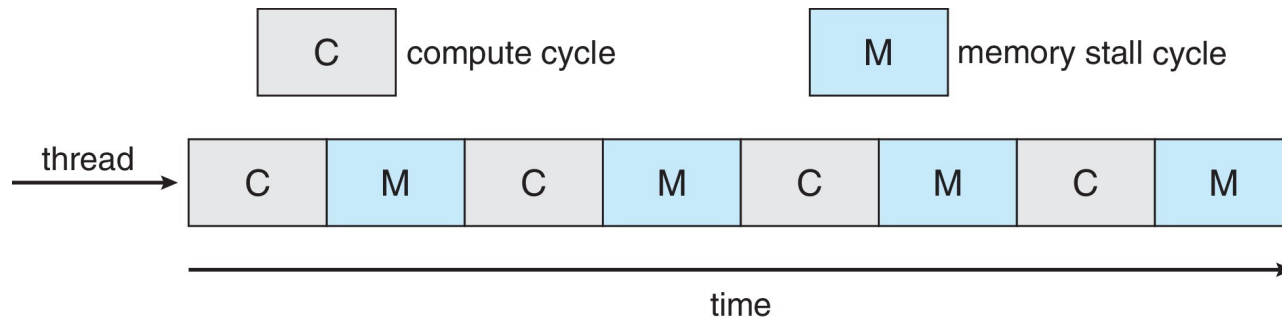 C compute cycle
M memory stall cycle
thread
C M C M C M C M
time